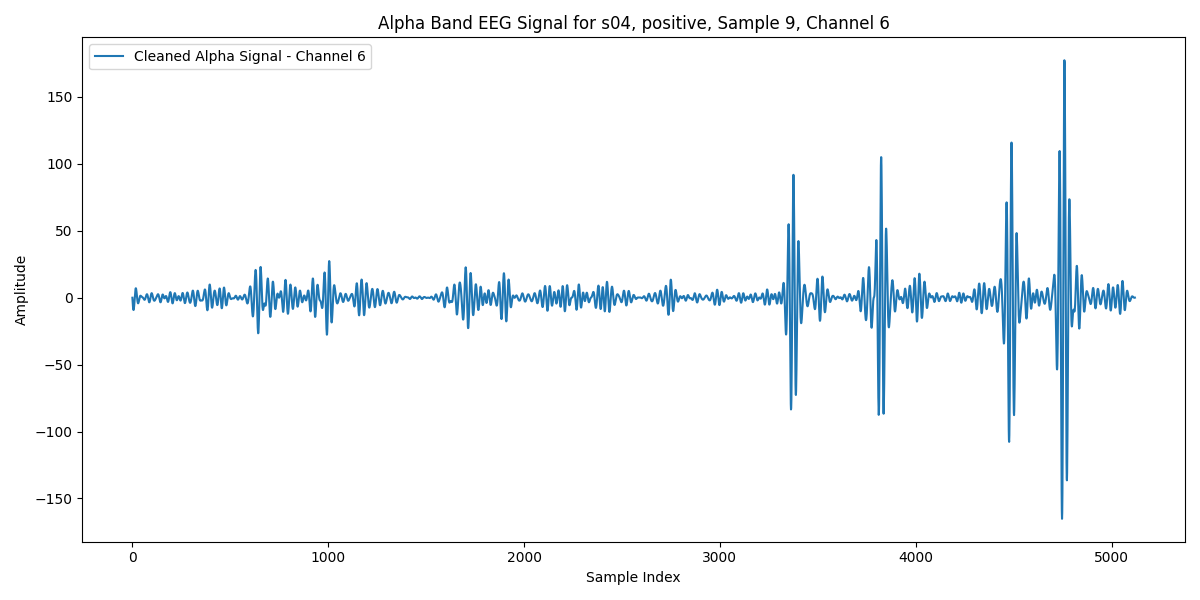 Alpha Band EEG Signal for s04, positive, Sample 9, Channel 6
Cleaned Alpha Signal - Channel 6
150
100
50
0
−50
−100
−150
Amplitude
0 1000 2000 3000 4000 5000
Sample Index